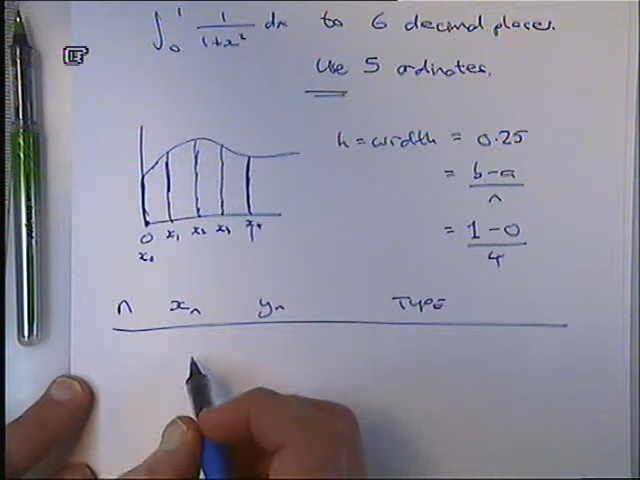 ∫₀¹ 1/(1+x²) dx to 6 decimal places.
Use 5 ordinates.
h = width = 0.25
= (b-a)/n
= (1-0)/4
0 x₁ x₂ x₃ x₄
x₀ 1
n xₙ yₙ TYPE